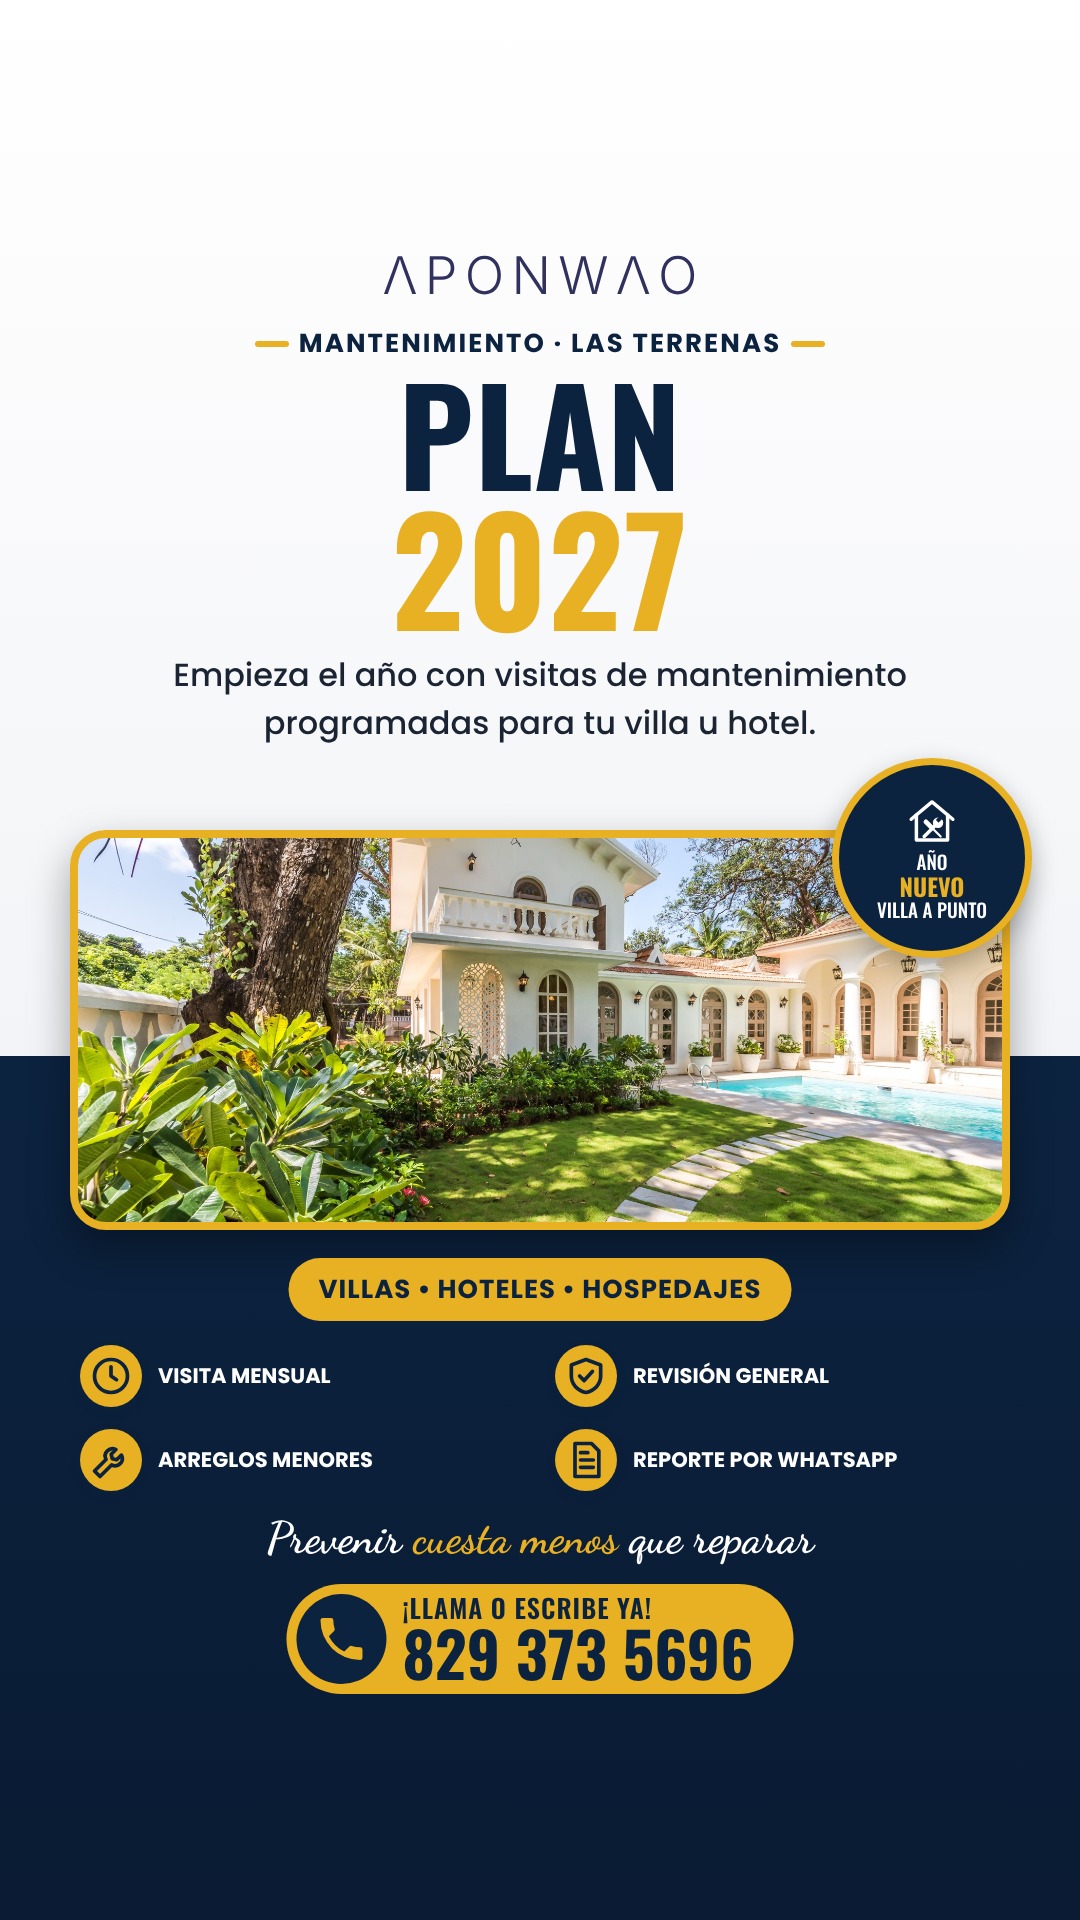 APONWAO
MANTENIMIENTO · LAS TERRENAS
PLAN
2027
Empieza el año con visitas de mantenimiento
programadas para tu villa u hotel.
AÑO
NUEVO
VILLA A PUNTO
VILLAS • HOTELES • HOSPEDAJES
VISITA MENSUAL
REVISIÓN GENERAL
ARREGLOS MENORES
REPORTE POR WHATSAPP
Prevenir cuesta menos que reparar
¡LLAMA O ESCRIBE YA!
829 373 5696